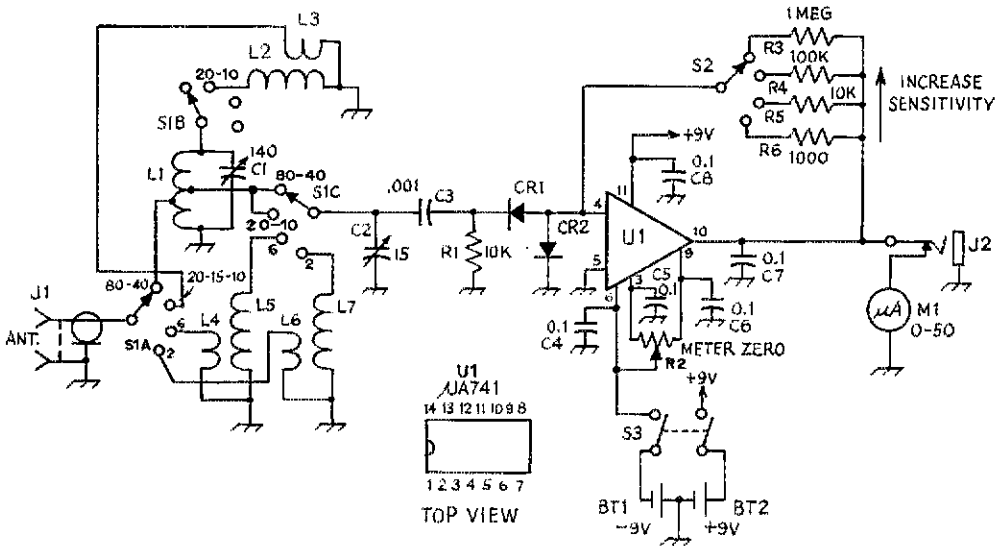 L3
L2
20-10
S1B
L1
140
C1
80-40
S1C
20-10
6
2
.001
C3
C2
15
R1
10K
CR1
CR2
S2
1 MEG
R3
100K
R4
10K
R5
R6
1000
INCREASE
SENSITIVITY
+9V
0.1
C8
11
4
U1
10
5
6
3
9
C5
0.1
0.1
C4
0.1
C6
0.1
C7
J2
μA
M1
0-50
METER ZERO
R2
J1
ANT.
80-40
20-15-10
6
S1A
2
L4
L5
L6
L7
U1
UA741
14 13 12 11 10 9 8
1 2 3 4 5 6 7
TOP VIEW
+9V
S3
BT1
-9V
BT2
+9V